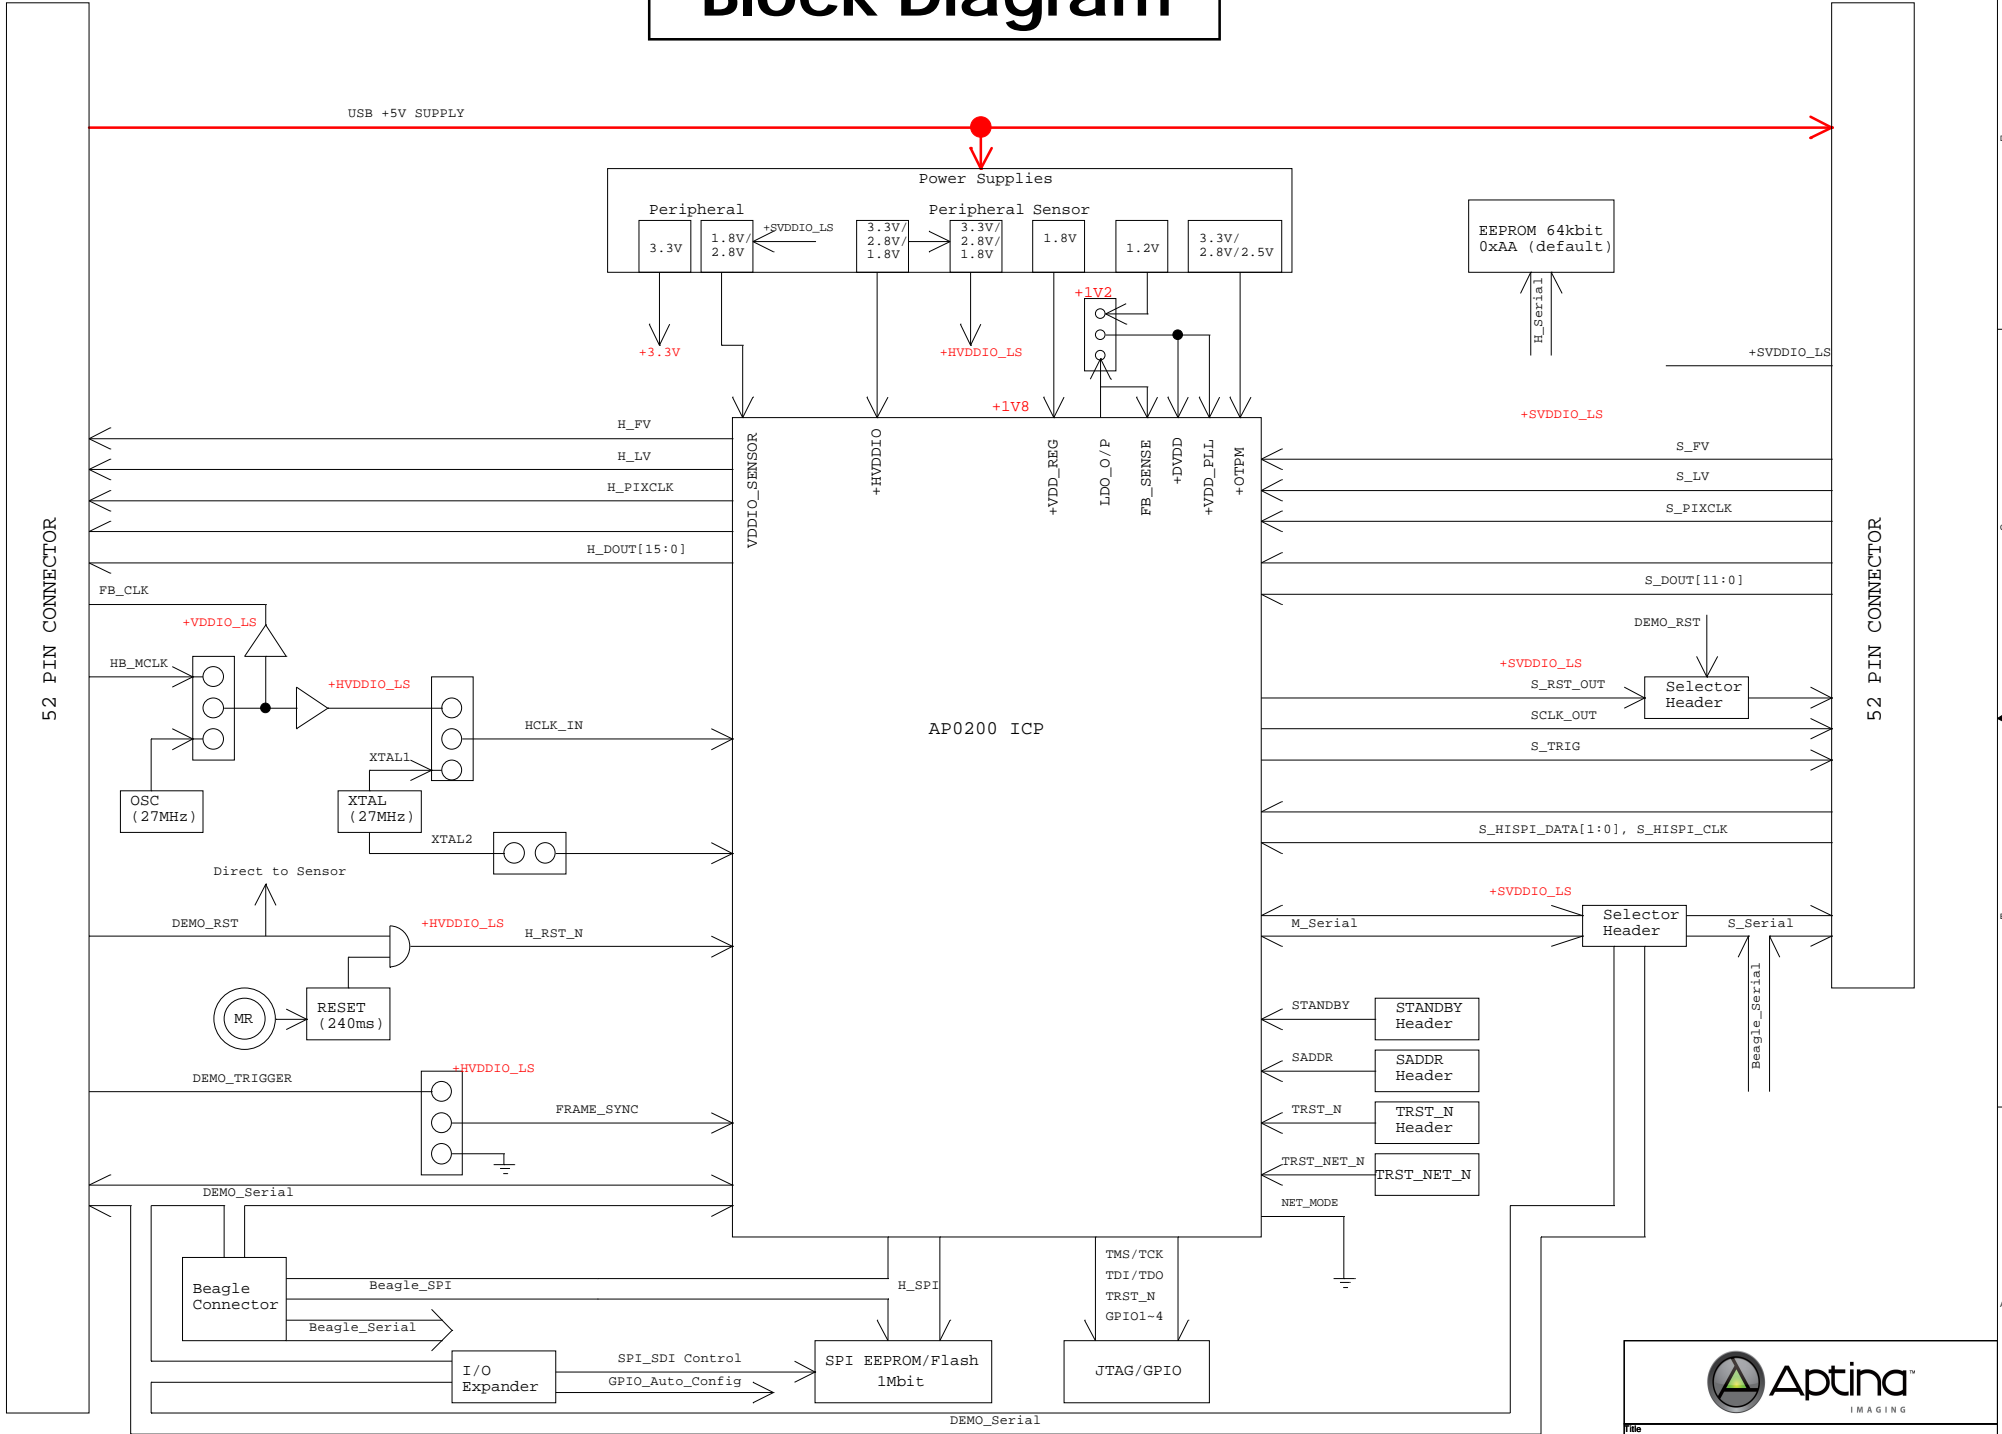 Block Diagram
USB +5V SUPPLY
Power Supplies
Peripheral
Peripheral Sensor
3.3V
1.8V/
2.8V
+SVDDIO_LS
3.3V/
2.8V/
1.8V
3.3V/
2.8V/
1.8V
1.8V
1.2V
3.3V/
2.8V/2.5V
EEPROM 64kbit
0xAA (default)
H_Serial
+1V2
+3.3V
+HVDDIO_LS
+SVDDIO_LS
+1V8
+SVDDIO_LS
52 PIN CONNECTOR
H_FV
H_LV
H_PIXCLK
H_DOUT[15:0]
VDDIO_SENSOR
+HVDDIO
+VDD_REG
LDO_O/P
FB_SENSE
+DVDD
+VDD_PLL
+OTPM
S_FV
S_LV
S_PIXCLK
S_DOUT[11:0]
52 PIN CONNECTOR
FB_CLK
+VDDIO_LS
HB_MCLK
+HVDDIO_LS
HCLK_IN
XTAL1
OSC
(27MHz)
XTAL
(27MHz)
XTAL2
AP0200 ICP
DEMO_RST
+SVDDIO_LS
S_RST_OUT
Selector
Header
SCLK_OUT
S_TRIG
S_HISPI_DATA[1:0], S_HISPI_CLK
Direct to Sensor
DEMO_RST
+HVDDIO_LS
H_RST_N
MR
RESET
(240ms)
+SVDDIO_LS
M_Serial
Selector
Header
S_Serial
Beagle_Serial
STANDBY
STANDBY
Header
SADDR
SADDR
Header
TRST_N
TRST_N
Header
TRST_NET_N
TRST_NET_N
NET_MODE
+HVDDIO_LS
DEMO_TRIGGER
FRAME_SYNC
DEMO_Serial
Beagle
Connector
Beagle_SPI
Beagle_Serial
H_SPI
TMS/TCK
TDI/TDO
TRST_N
GPIO1~4
I/O
Expander
SPI_SDI Control
GPIO_Auto_Config
SPI EEPROM/Flash
1Mbit
JTAG/GPIO
DEMO_Serial
Aptina™
IMAGING
Title